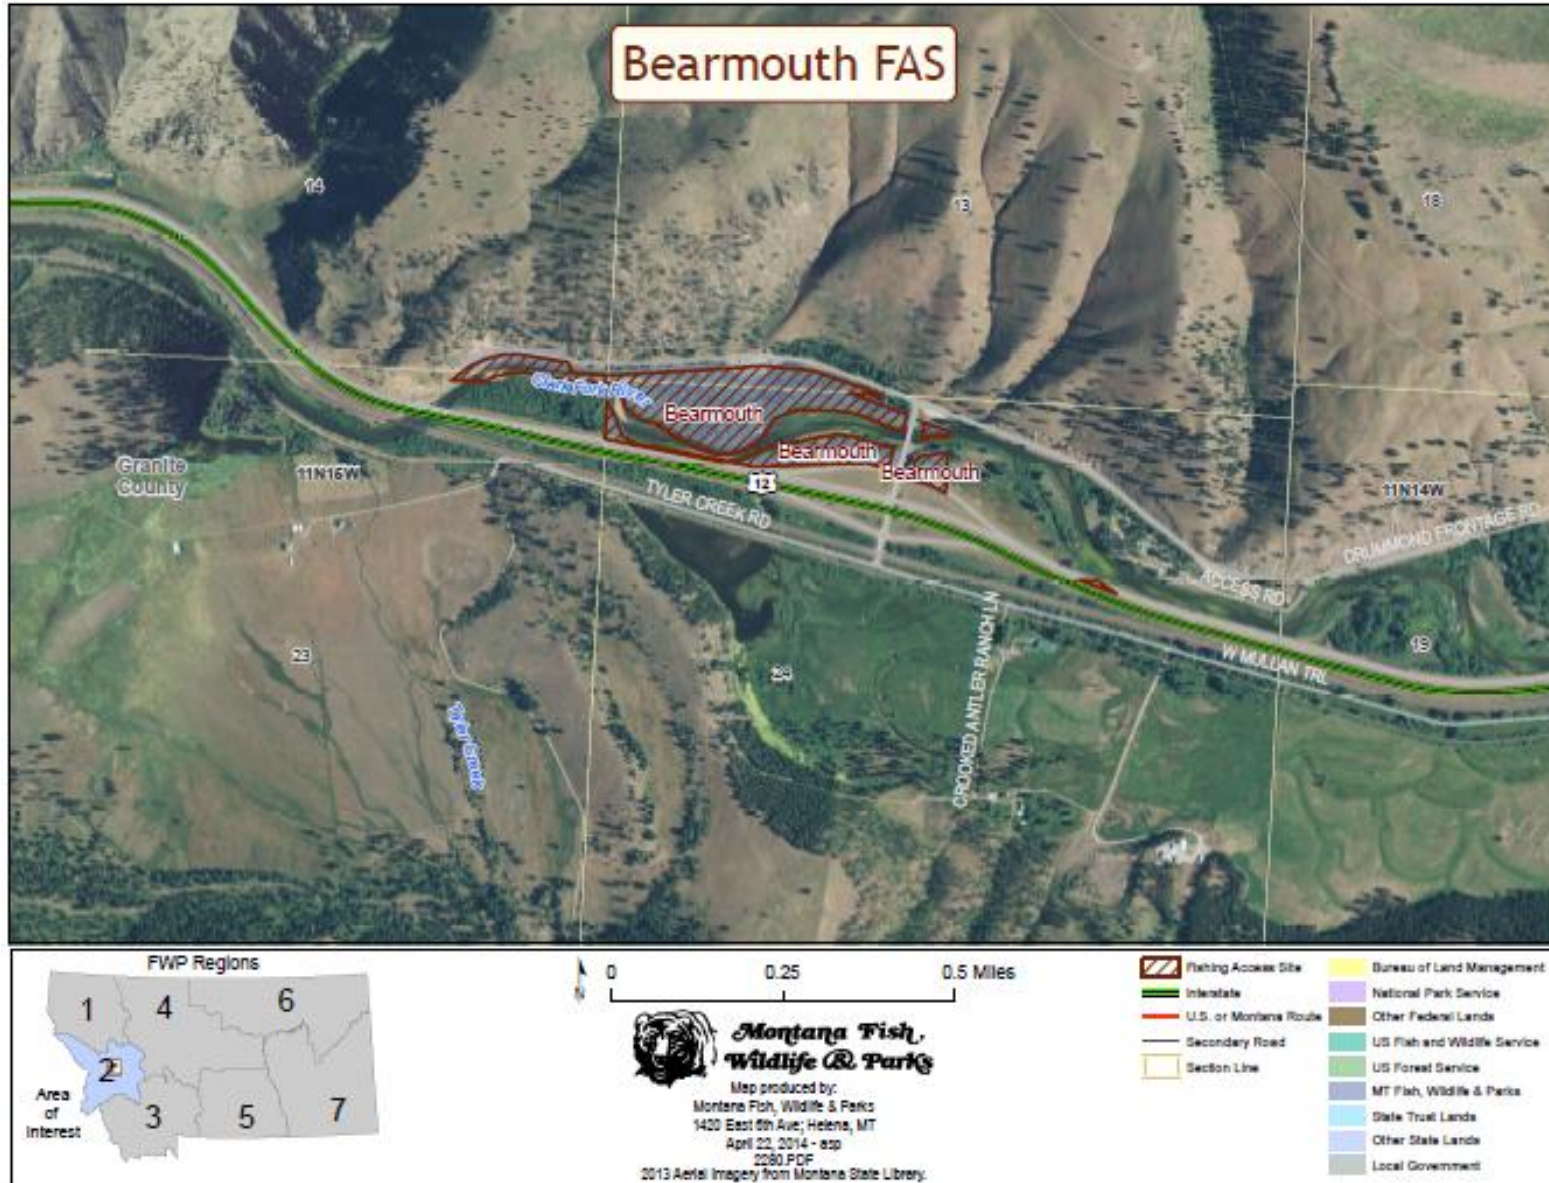 Bearmouth FAS
14
13
18
Clark Fork River
Bearmouth
Bearmouth
Bearmouth
Granite
County
11N15W
12
TYLER CREEK RD
11N14W
DRUMMOND FRONTAGE RD
ACCESS RD
23
24
19
CROOKED ANTLER RANCH LN
W MULLAN TRL
Tyler Creek
FWP Regions
1
4
6
2
3
5
7
Area
of
Interest
N
0
0.25
0.5 Miles
Montana Fish,
Wildlife & Parks
Map produced by:
Montana Fish, Wildlife & Parks
1420 East 6th Ave; Helena, MT
April 22, 2014 - asp
2280.PDF
2013 Aerial Imagery from Montana State Library.
Fishing Access Site
Interstate
U.S. or Montana Route
Secondary Road
Section Line
Bureau of Land Management
National Park Service
Other Federal Lands
US Fish and Wildlife Service
US Forest Service
MT Fish, Wildlife & Parks
State Trust Lands
Other State Lands
Local Government